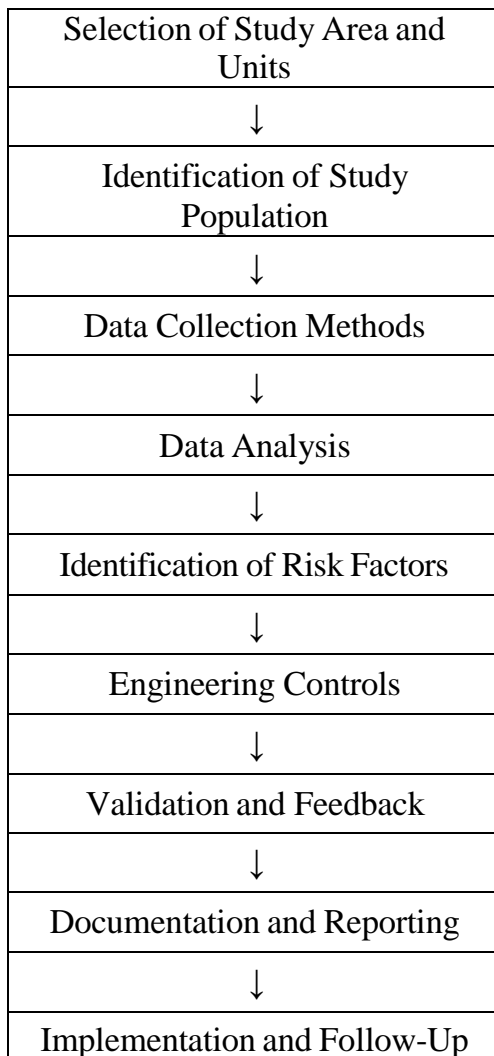 Selection of Study Area and
Units
↓
Identification of Study
Population
↓
Data Collection Methods
↓
Data Analysis
↓
Identification of Risk Factors
↓
Engineering Controls
↓
Validation and Feedback
↓
Documentation and Reporting
↓
Implementation and Follow-Up